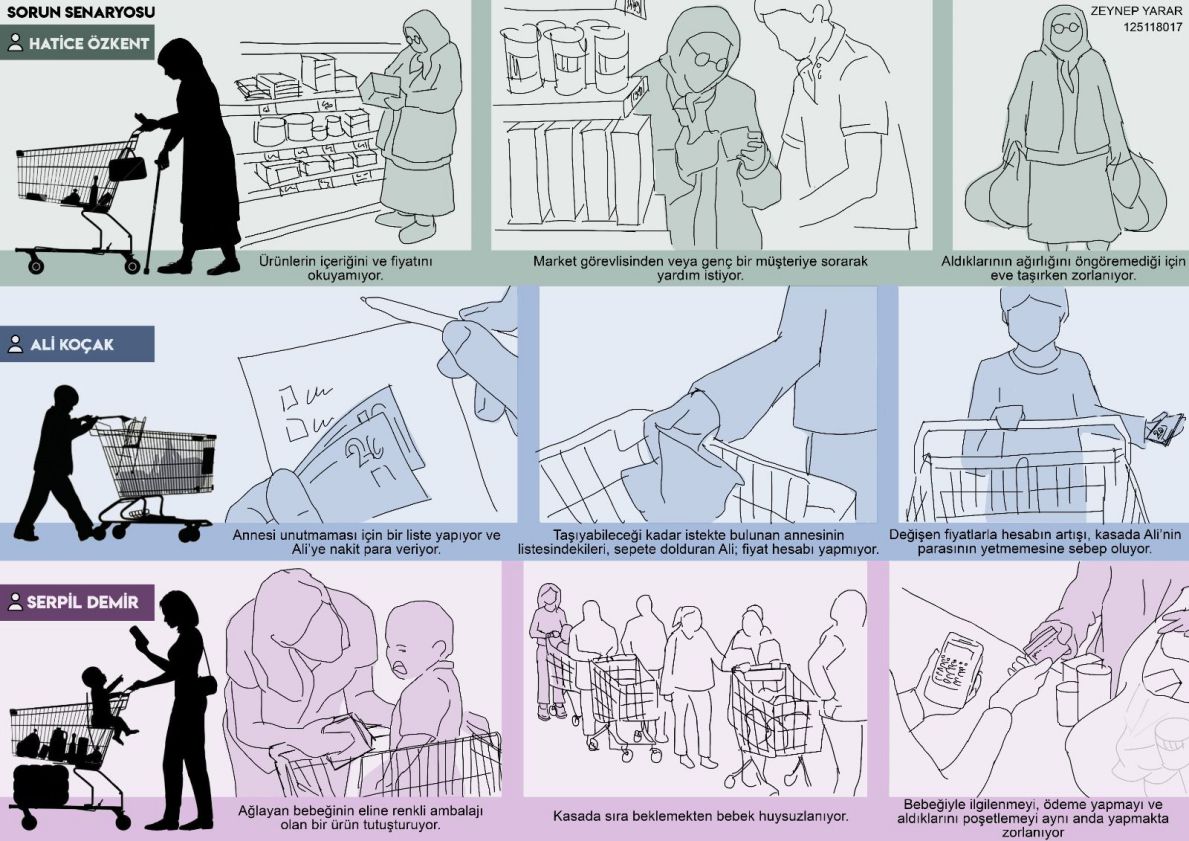 SORUN SENARYOSU
ZEYNEP YARAR
125118017
HATİCE ÖZKENT
Ürünlerin içeriğini ve fiyatını
okuyamıyor.
Market görevlisinden veya genç bir müşteriye sorarak
yardım istiyor.
Aldıklarının ağırlığını öngöremediği için
eve taşırken zorlanıyor.
ALİ KOÇAK
Annesi unutmaması için bir liste yapıyor ve
Ali'ye nakit para veriyor.
Taşıyabileceği kadar istekte bulunan annesinin
listesindekileri, sepete dolduran Ali; fiyat hesabı yapmıyor.
Değişen fiyatlarla hesabın artışı, kasada Ali'nin
parasının yetmemesine sebep oluyor.
SERPİL DEMİR
Ağlayan bebeğinin eline renkli ambalajı
olan bir ürün tutuşturuyor.
Kasada sıra beklemekten bebek huysuzlanıyor.
Bebeğiyle ilgilenmeyi, ödeme yapmayı ve
aldıklarını poşetlemeyi aynı anda yapmakta
zorlanıyor